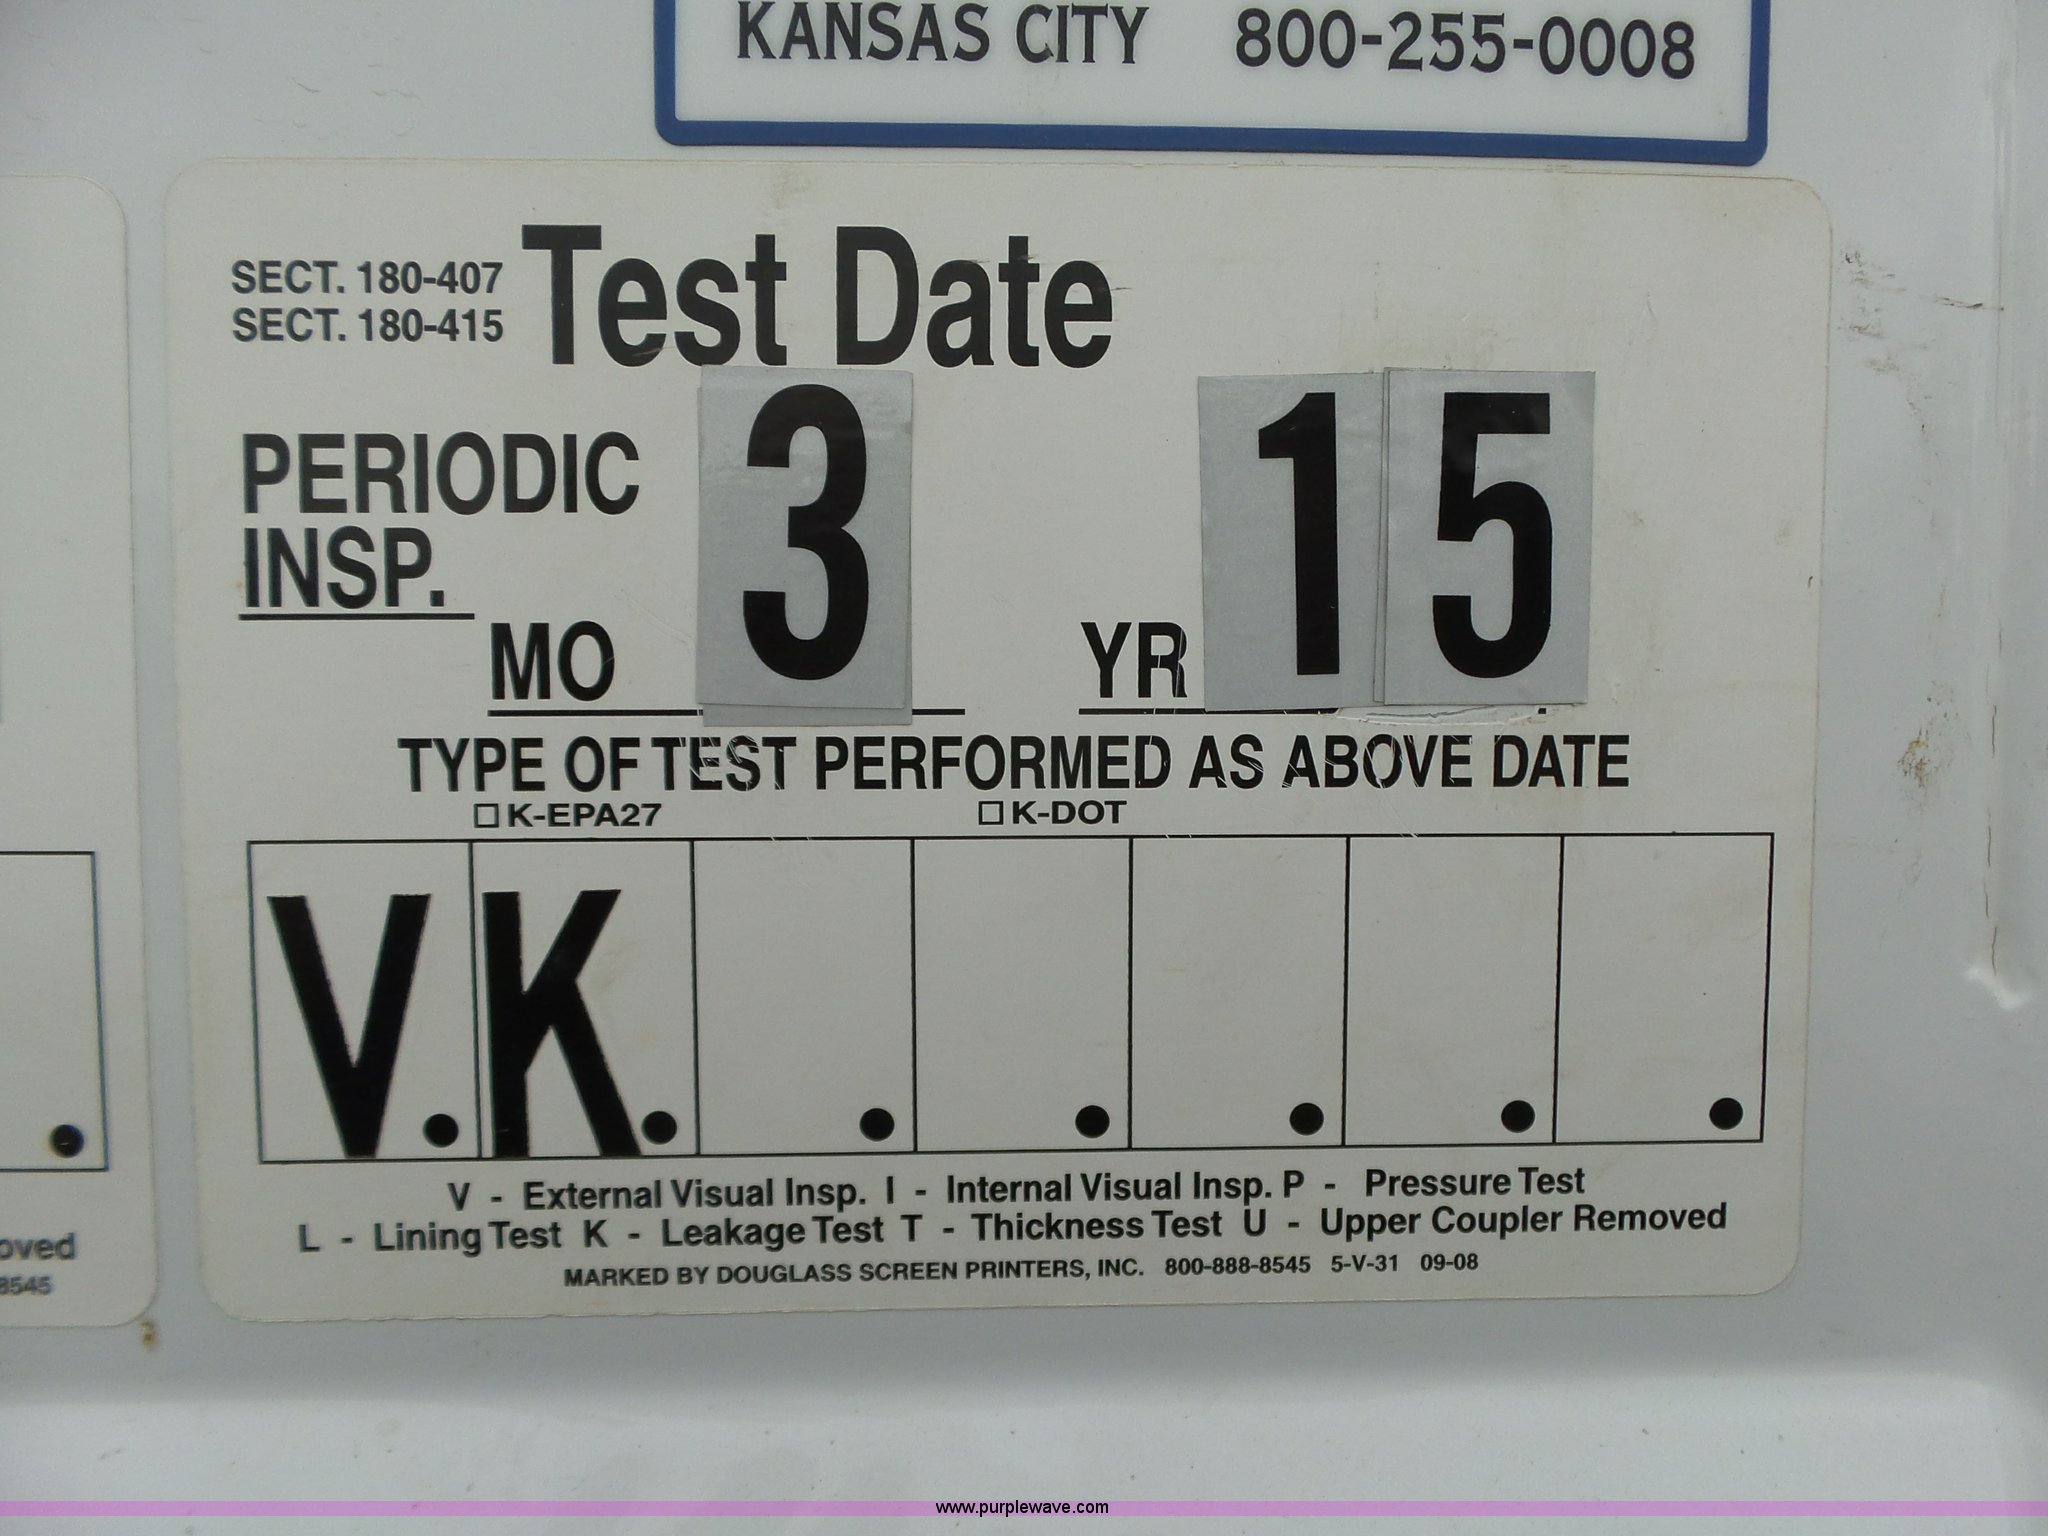 KANSAS CITY 800-255-0008
SECT. 180-407
SECT. 180-415
Test Date
PERIODIC
INSP.
MO 3 YR 15
TYPE OF TEST PERFORMED AS ABOVE DATE
☐ K-EPA27 ☐ K-DOT
V. K. . . . . .
V - External Visual Insp. I - Internal Visual Insp. P - Pressure Test
L - Lining Test K - Leakage Test T - Thickness Test U - Upper Coupler Removed
MARKED BY DOUGLASS SCREEN PRINTERS, INC. 800-888-8545 5-V-31 09-08
oved
8545
www.purplewave.com